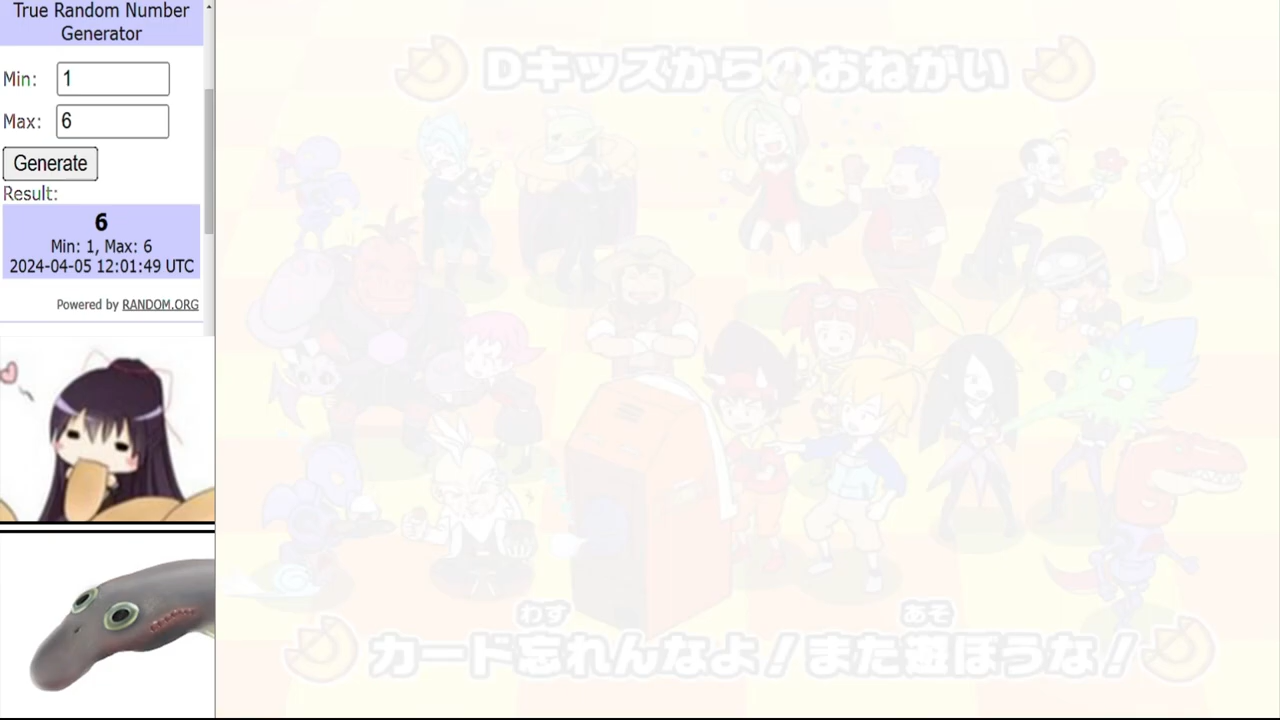 True Random Number
Generator
Min: 1
Max: 6
Generate
Result:
6
Min: 1, Max: 6
2024-04-05 12:01:49 UTC
Powered by RANDOM.ORG
Dキッズからのおねがい
わす あそ
カード忘れんなよ！また遊ぼうな！